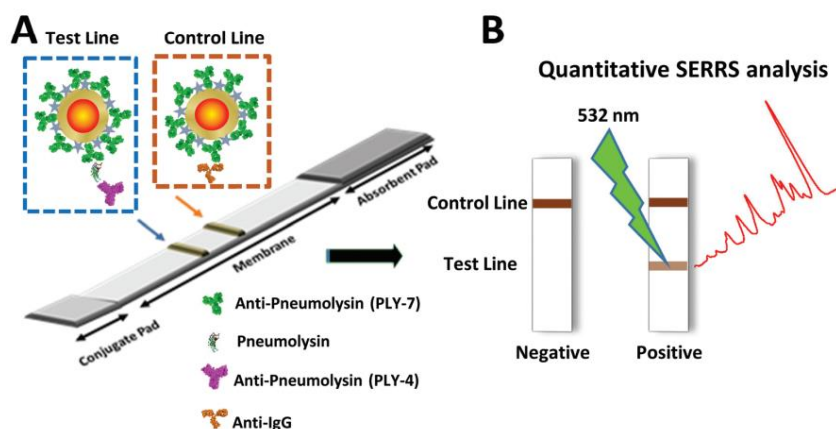 A
Test Line
Control Line
Absorbent Pad
Membrane
Conjugate Pad
Anti-Pneumolysin (PLY-7)
Pneumolysin
Anti-Pneumolysin (PLY-4)
Anti-IgG
B
Quantitative SERRS analysis
532 nm
Control Line
Test Line
Negative
Positive